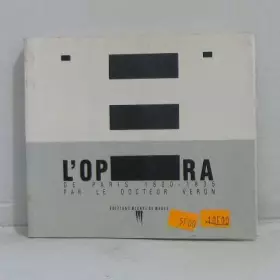 L'OP RA
DE PARIS 1820-1835
PAR LE DOCTEUR VERON
EDITIONS MICHEL DE MAULE